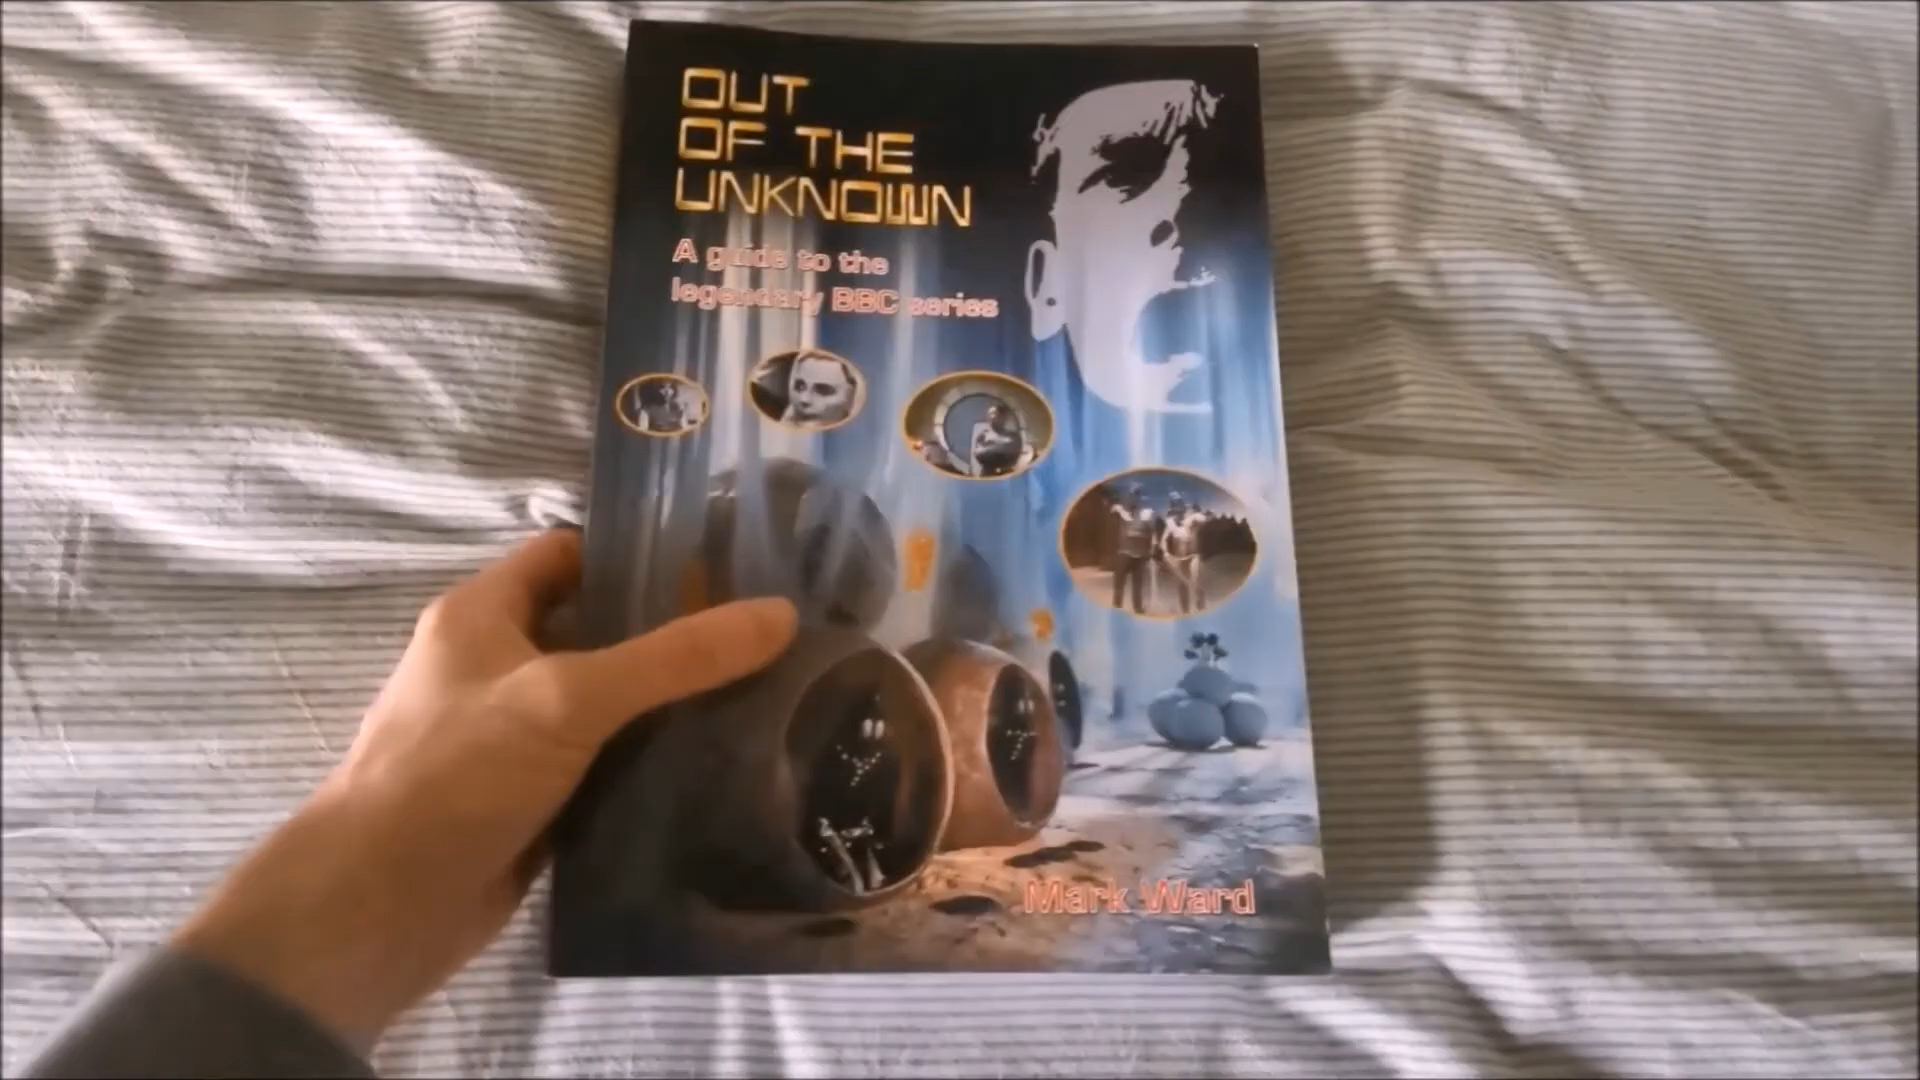 OUT
OF THE
UNKNOWN
A guide to the
legendary BBC series
Mark Ward